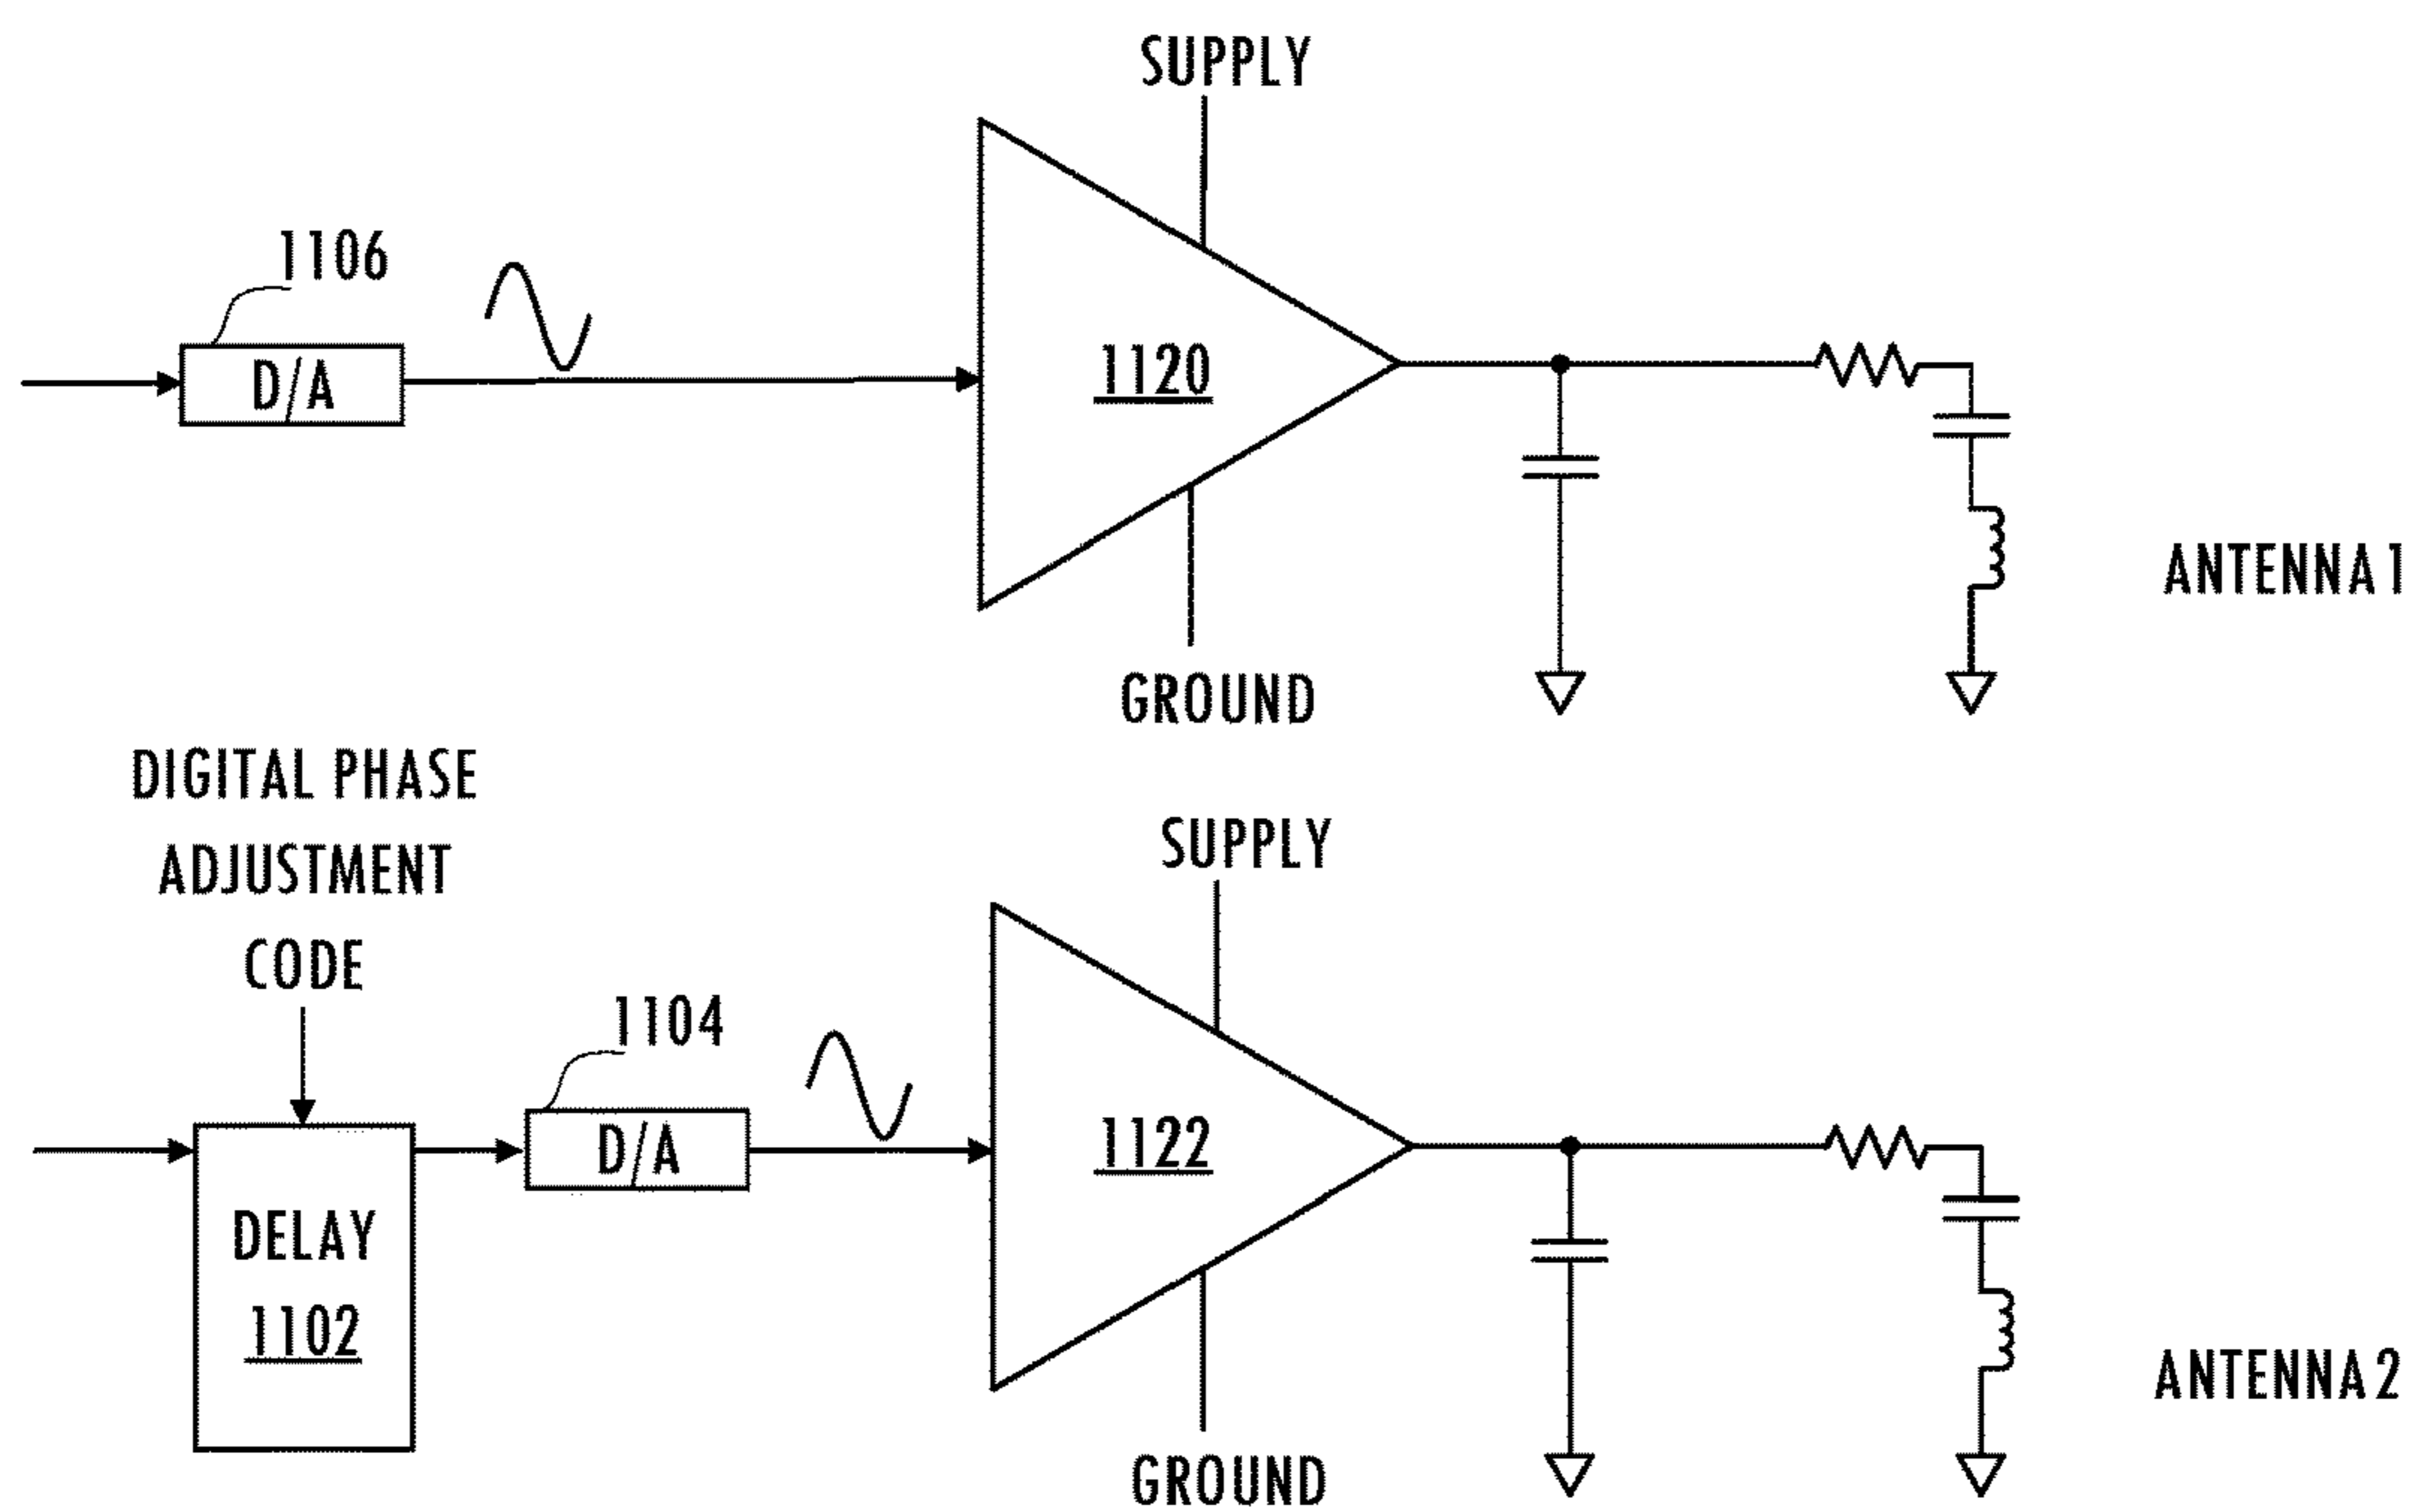 SUPPLY
1106
D/A
1120
ANTENNA 1
GROUND
DIGITAL PHASE
ADJUSTMENT
CODE
SUPPLY
1104
D/A
1122
DELAY
1102
ANTENNA 2
GROUND